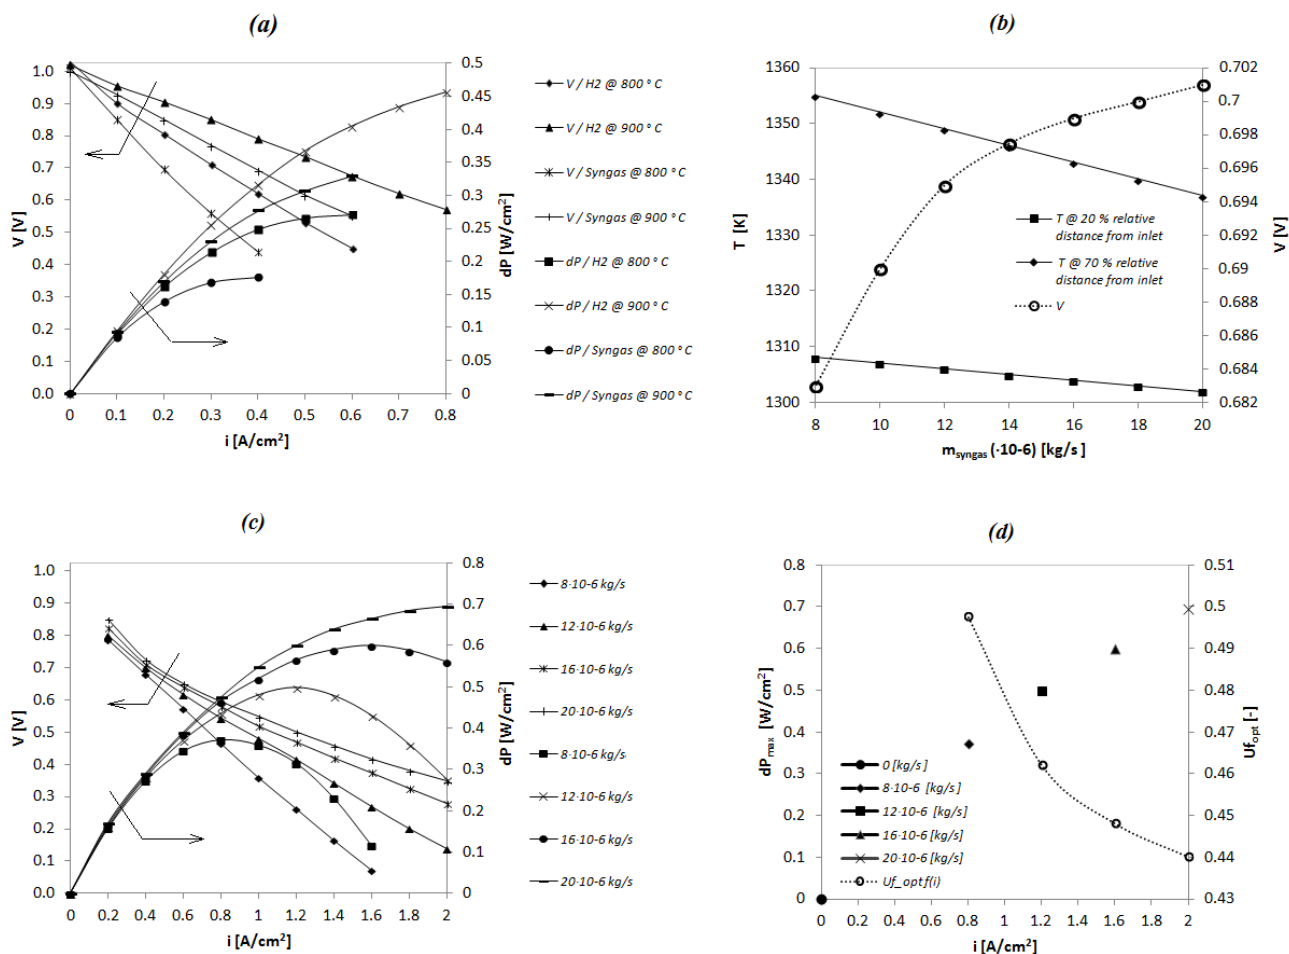 (a)
V [V]
1.0
0.9
0.8
0.7
0.6
0.5
0.4
0.3
0.2
0.1
0.0
0.5
0.45
0.4
0.35
0.3
0.25
0.2
0.15
0.1
0.05
0
dP [W/cm²]
0 0.1 0.2 0.3 0.4 0.5 0.6 0.7 0.8
i [A/cm²]
V / H2 @ 800 ° C
V / H2 @ 900 ° C
V / Syngas @ 800 ° C
V / Syngas @ 900 ° C
dP / H2 @ 800 ° C
dP / H2 @ 900 ° C
dP / Syngas @ 800 ° C
dP / Syngas @ 900 ° C
(b)
T [K]
1360
1350
1340
1330
1320
1310
1300
0.702
0.7
0.698
0.696
0.694
0.692
0.69
0.688
0.686
0.684
0.682
V [V]
8 10 12 14 16 18 20
m_syngas (·10-6) [kg/s]
T @ 20 % relative
distance from inlet
T @ 70 % relative
distance from inlet
V
(c)
V [V]
1.0
0.9
0.8
0.7
0.6
0.5
0.4
0.3
0.2
0.1
0.0
0.8
0.7
0.6
0.5
0.4
0.3
0.2
0.1
0
dP [W/cm²]
0 0.2 0.4 0.6 0.8 1 1.2 1.4 1.6 1.8 2
i [A/cm²]
8·10-6 kg/s
12·10-6 kg/s
16·10-6 kg/s
20·10-6 kg/s
8·10-6 kg/s
12·10-6 kg/s
16·10-6 kg/s
20·10-6 kg/s
(d)
dP_max [W/cm²]
0.8
0.7
0.6
0.5
0.4
0.3
0.2
0.1
0
0.51
0.5
0.49
0.48
0.47
0.46
0.45
0.44
0.43
Uf_opt [-]
0 0.4 0.8 1.2 1.6 2
i [A/cm²]
0 [kg/s]
8·10-6 [kg/s]
12·10-6 [kg/s]
16·10-6 [kg/s]
20·10-6 [kg/s]
Uf_opt f(i)